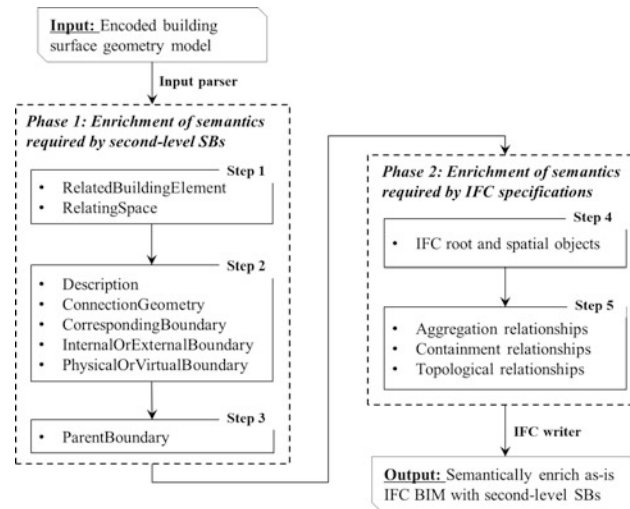 Input: Encoded building
surface geometry model
Input parser
Phase 1: Enrichment of semantics
required by second-level SBs
Step 1
• RelatedBuildingElement
• RelatingSpace
Step 2
• Description
• ConnectionGeometry
• CorrespondingBoundary
• InternalOrExternalBoundary
• PhysicalOrVirtualBoundary
Step 3
• ParentBoundary
Phase 2: Enrichment of semantics
required by IFC specifications
Step 4
• IFC root and spatial objects
Step 5
• Aggregation relationships
• Containment relationships
• Topological relationships
IFC writer
Output: Semantically enrich as-is
IFC BIM with second-level SBs